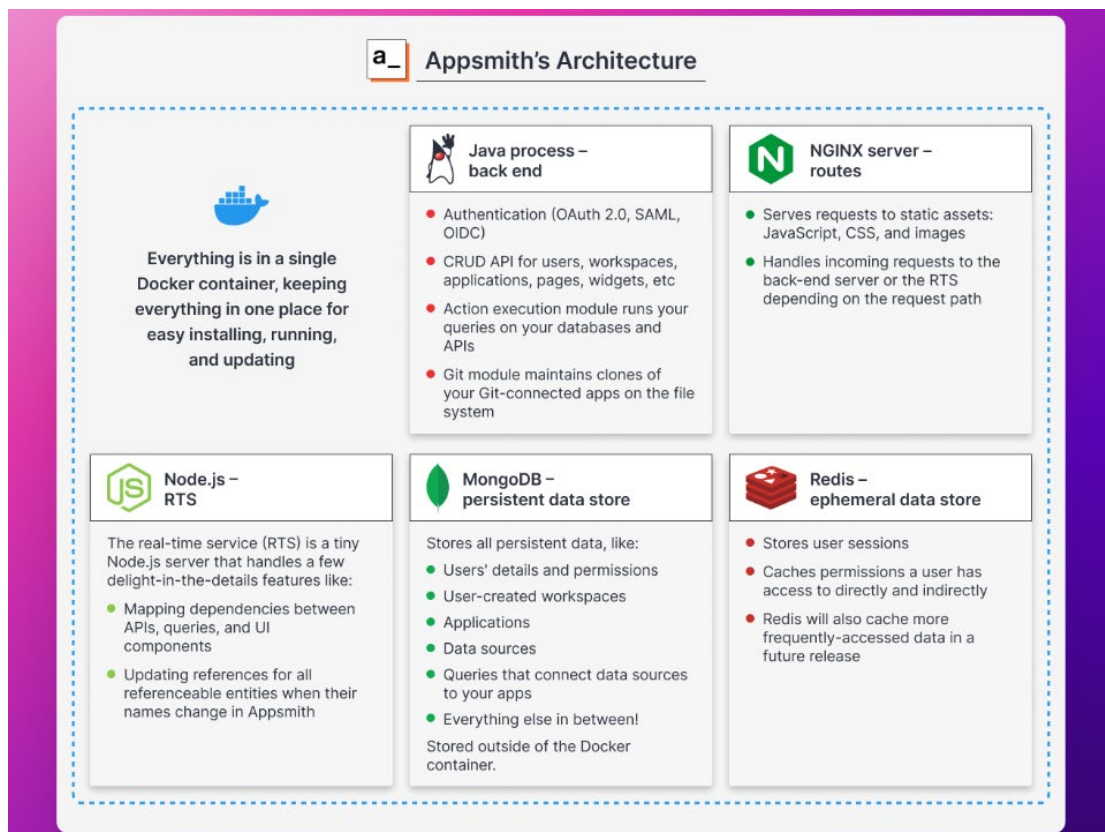 a_ Appsmith's Architecture
Everything is in a single
Docker container, keeping
everything in one place for
easy installing, running,
and updating
Java process –
back end
Authentication (OAuth 2.0, SAML,
OIDC)
CRUD API for users, workspaces,
applications, pages, widgets, etc
Action execution module runs your
queries on your databases and
APIs
Git module maintains clones of
your Git-connected apps on the file
system
N
NGINX server –
routes
Serves requests to static assets:
JavaScript, CSS, and images
Handles incoming requests to the
back-end server or the RTS
depending on the request path
JS
Node.js –
RTS
The real-time service (RTS) is a tiny
Node.js server that handles a few
delight-in-the-details features like:
Mapping dependencies between
APIs, queries, and UI
components
Updating references for all
referenceable entities when their
names change in Appsmith
MongoDB –
persistent data store
Stores all persistent data, like:
Users' details and permissions
User-created workspaces
Applications
Data sources
Queries that connect data sources
to your apps
Everything else in between!
Stored outside of the Docker
container.
Redis –
ephemeral data store
Stores user sessions
Caches permissions a user has
access to directly and indirectly
Redis will also cache more
frequently-accessed data in a
future release